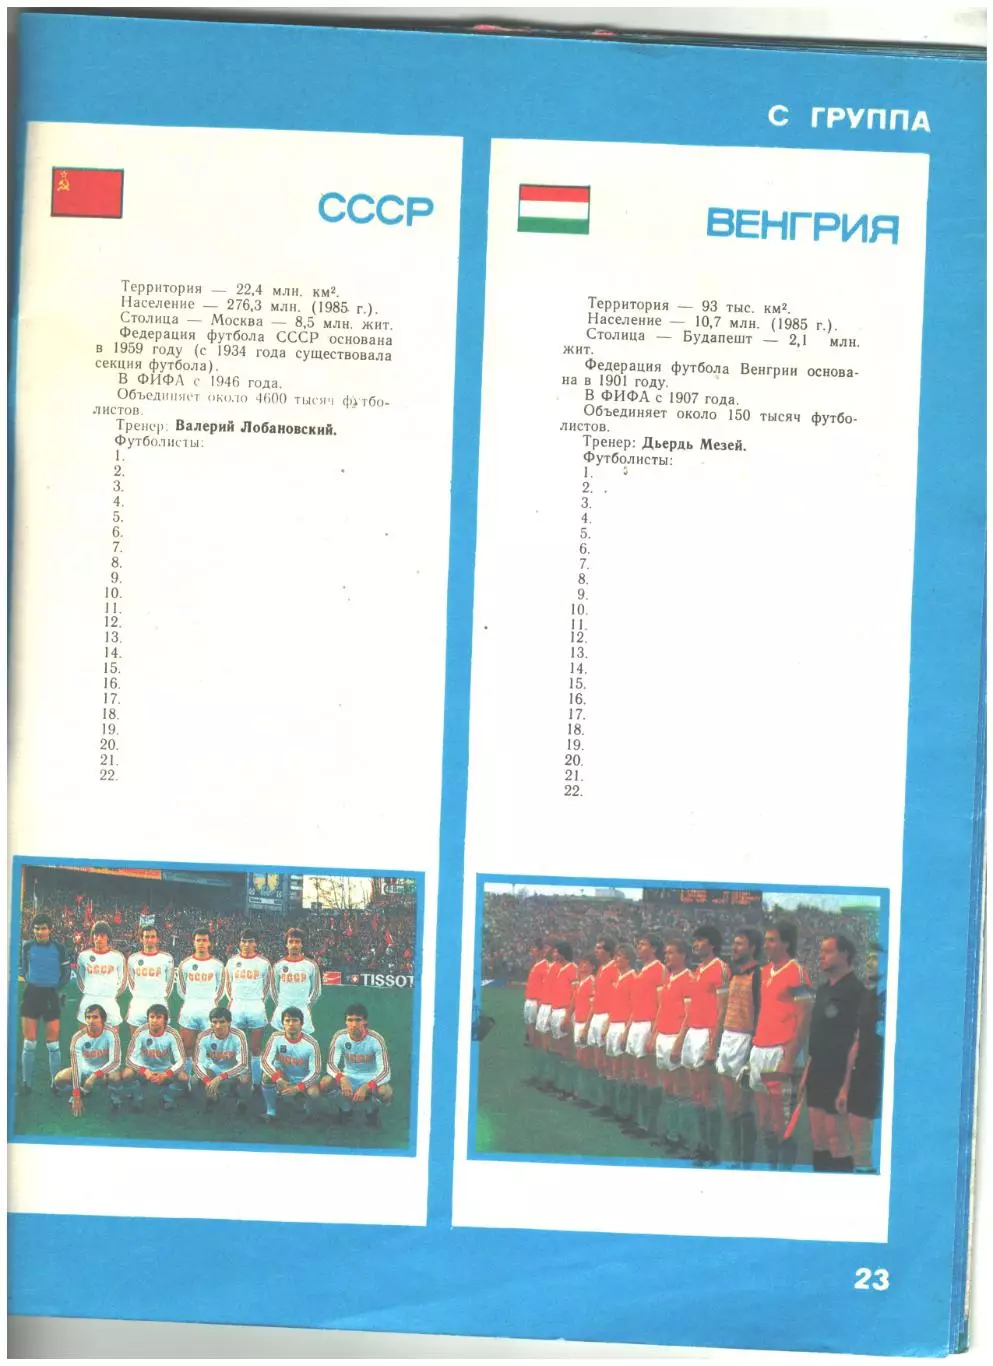 С ГРУППА
СССР
Территория — 22,4 млн. км².
Население — 276,3 млн. (1985 г.).
Столица — Москва — 8,5 млн. жит.
Федерация футбола СССР основана
в 1959 году (с 1934 года существовала
секция футбола).
В ФИФА с 1946 года.
Объединяет около 4600 тысяч футбо-
листов.
Тренер: Валерий Лобановский.
Футболисты:
1.
2.
3.
4.
5.
6.
7.
8.
9.
10.
11.
12.
13.
14.
15.
16.
17.
18.
19.
20.
21.
22.
ВЕНГРИЯ
Территория — 93 тыс. км².
Население — 10,7 млн. (1985 г.).
Столица — Будапешт — 2,1 млн.
жит.
Федерация футбола Венгрии основа-
на в 1901 году.
В ФИФА с 1907 года.
Объединяет около 150 тысяч футбо-
листов.
Тренер: Дьердь Мезей.
Футболисты:
1.
2.
3.
4.
5.
6.
7.
8.
9.
10.
11.
12.
13.
14.
15.
16.
17.
18.
19.
20.
21.
22.
TISSOT
СССР СССР СССР СССР СССР
23